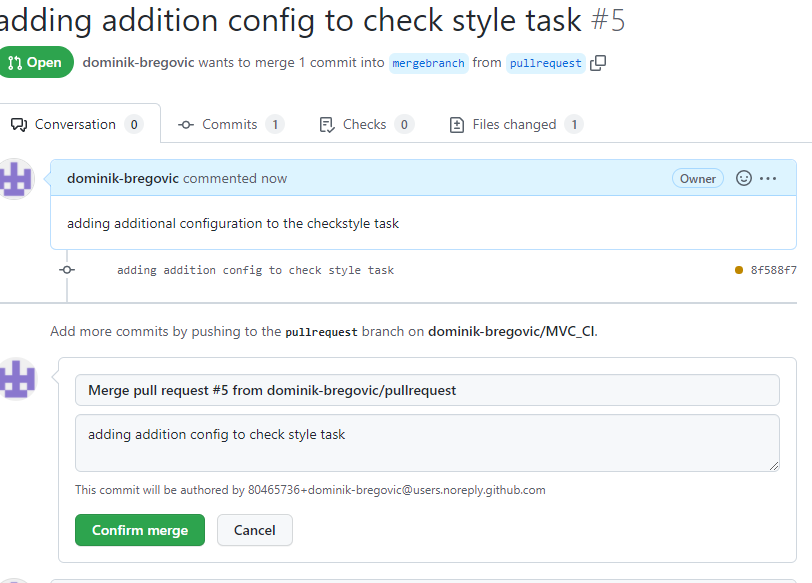 adding addition config to check style task #5
Open dominik-bregovic wants to merge 1 commit into mergebranch from pullrequest
Conversation 0 Commits 1 Checks 0 Files changed 1
dominik-bregovic commented now Owner
adding additional configuration to the checkstyle task
adding addition config to check style task 8f588f7
Add more commits by pushing to the pullrequest branch on dominik-bregovic/MVC_CI.
Merge pull request #5 from dominik-bregovic/pullrequest
adding addition config to check style task
This commit will be authored by 80465736+dominik-bregovic@users.noreply.github.com
Confirm merge Cancel